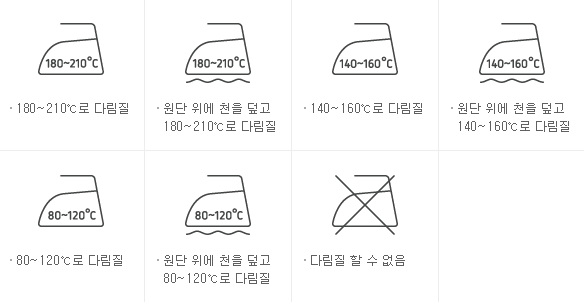 180~210°C
180~210°C
140~160°C
140~160°C
· 180~210℃로 다림질
· 원단 위에 천을 덮고
180~210℃로 다림질
· 140~160℃로 다림질
· 원단 위에 천을 덮고
140~160℃로 다림질
80~120°C
80~120°C
· 80~120℃로 다림질
· 원단 위에 천을 덮고
80~120℃로 다림질
· 다림질 할 수 없음